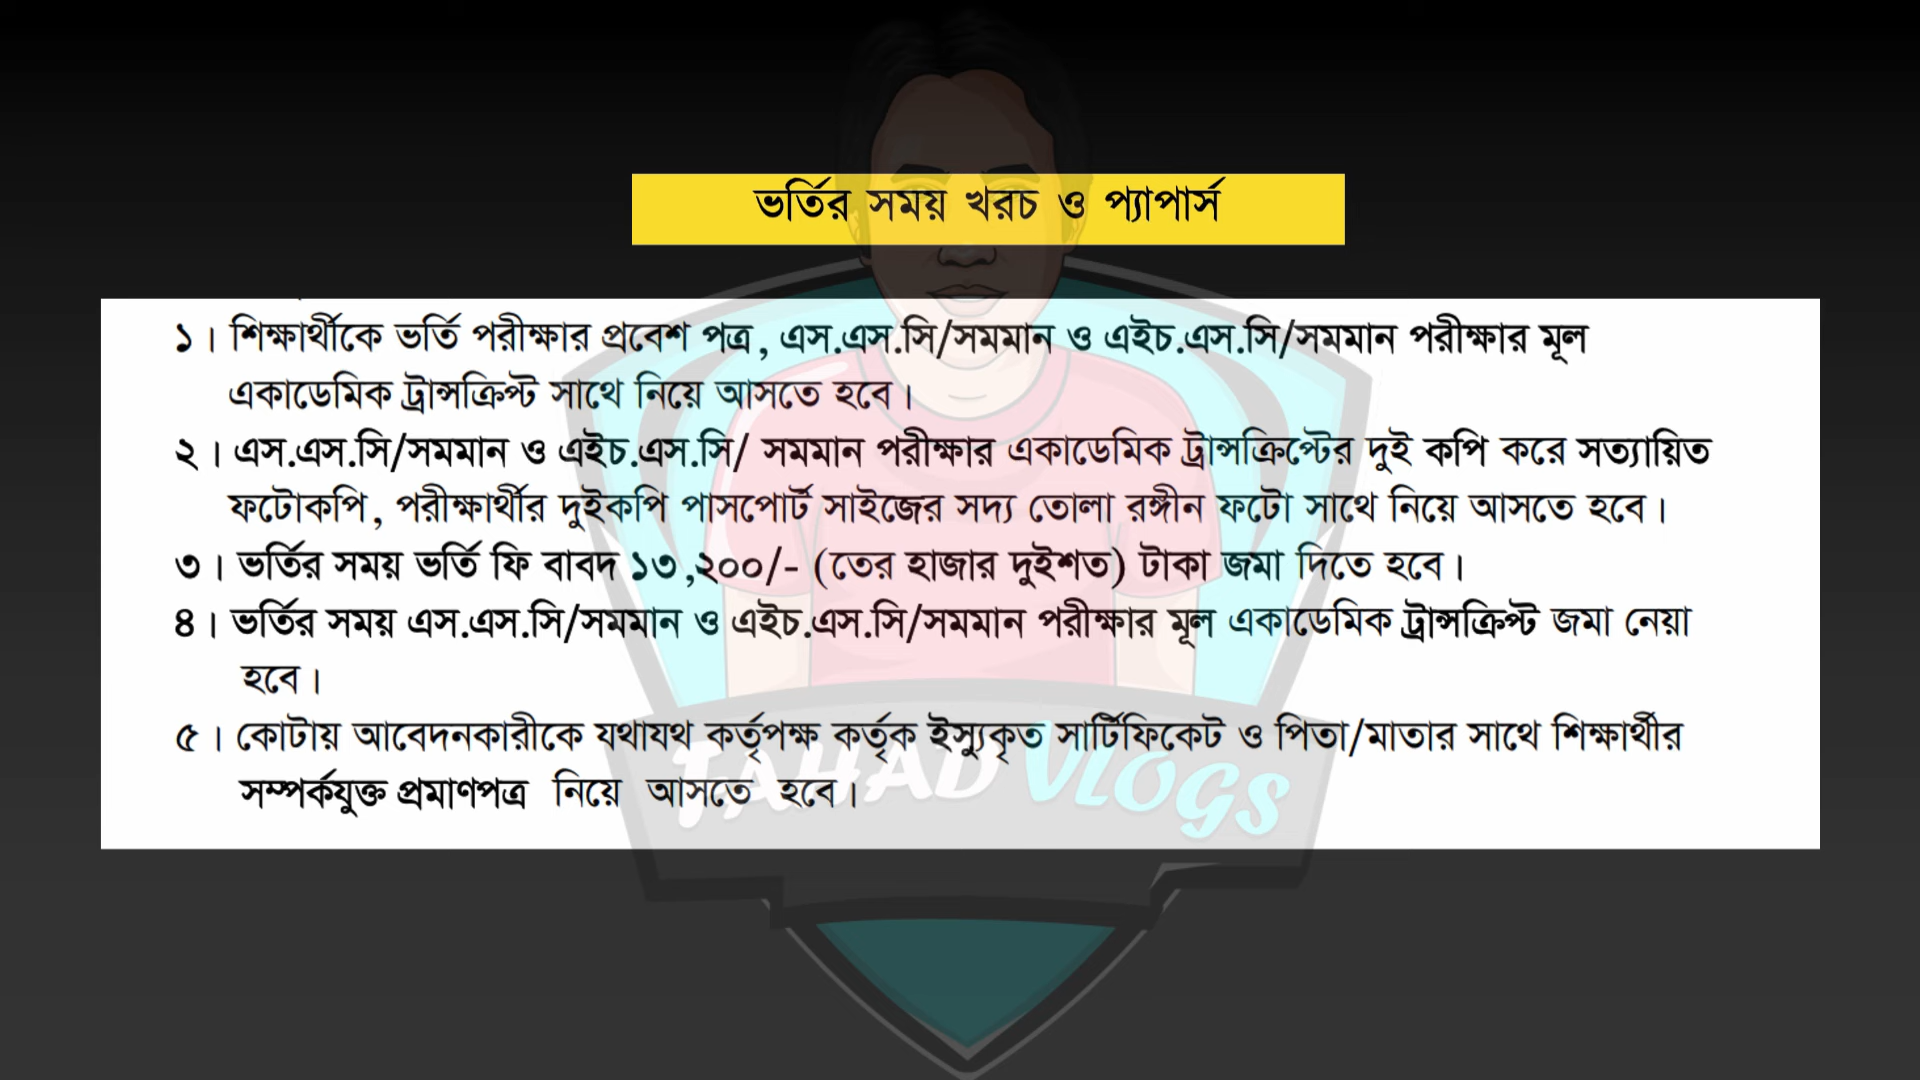 ভর্তির সময় খরচ ও প্যাপার্স
১। শিক্ষার্থীকে ভর্তি পরীক্ষার প্রবেশ পত্র, এস.এস.সি/সমমান ও এইচ.এস.সি/সমমান পরীক্ষার মূল
একাডেমিক ট্রান্সক্রিপ্ট সাথে নিয়ে আসতে হবে।
২। এস.এস.সি/সমমান ও এইচ.এস.সি/ সমমান পরীক্ষার একাডেমিক ট্রান্সক্রিপ্টের দুই কপি করে সত্যায়িত
ফটোকপি, পরীক্ষার্থীর দুইকপি পাসপোর্ট সাইজের সদ্য তোলা রঙ্গীন ফটো সাথে নিয়ে আসতে হবে।
৩। ভর্তির সময় ভর্তি ফি বাবদ ১৩,২০০/- (তের হাজার দুইশত) টাকা জমা দিতে হবে।
৪। ভর্তির সময় এস.এস.সি/সমমান ও এইচ.এস.সি/সমমান পরীক্ষার মূল একাডেমিক ট্রান্সক্রিপ্ট জমা নেয়া
হবে।
৫। কোটায় আবেদনকারীকে যথাযথ কর্তৃপক্ষ কর্তৃক ইস্যুকৃত সার্টিফিকেট ও পিতা/মাতার সাথে শিক্ষার্থীর
সম্পর্কযুক্ত প্রমাণপত্র নিয়ে আসতে হবে।
FAHAD VLOGS